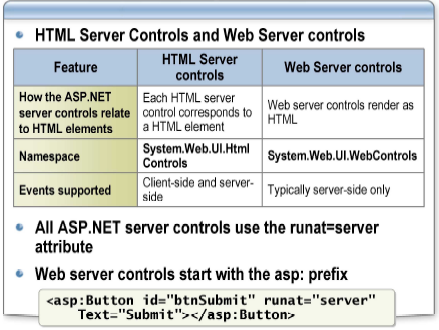 HTML Server Controls and Web Server controls
Feature
HTML Server
controls
Web Server controls
How the ASP.NET
server controls relate
to HTML elements
Each HTML server
control corresponds to
a HTML element
Web server controls render as
HTML
Namespace
System.Web.UI.Html
Controls
System.Web.UI.WebControls
Events supported
Client-side and server-
side
Typically server-side only
All ASP.NET server controls use the runat=server
attribute
Web server controls start with the asp: prefix
<asp:Button id="btnSubmit" runat="server"
Text="Submit"></asp:Button>